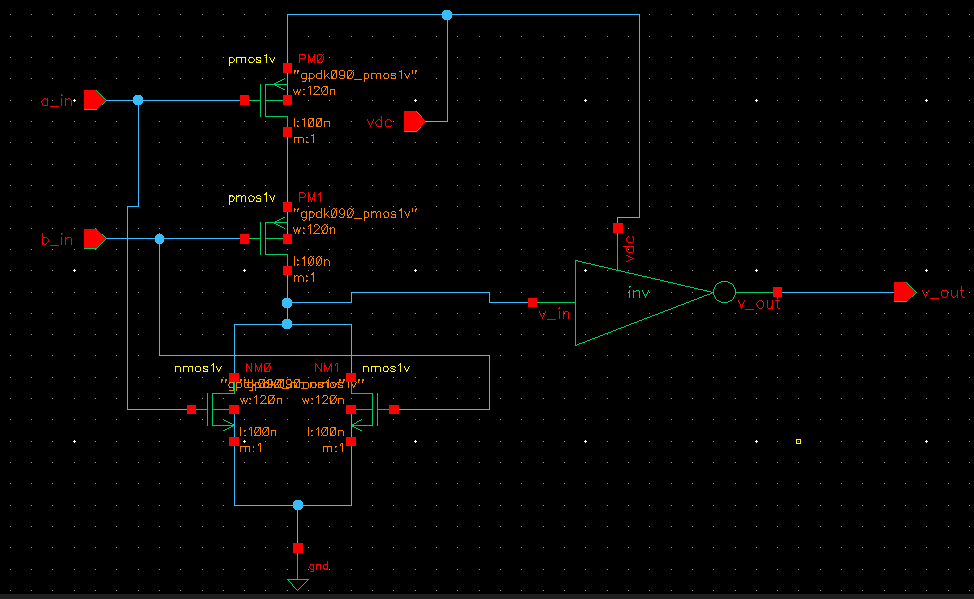 pmos1v PM0
"gpdk090_pmos1v"
w:120n
a_in
l:100n
vdc
m:1
pmos1v PM1
"gpdk090_pmos1v"
w:120n
b_in
vdc
l:100n
m:1
inv
v_out
v_out
v_in
nmos1v NM0 NM1 nmos1v
w:120n w:120n
l:100n l:100n
m:1 m:1
gnd